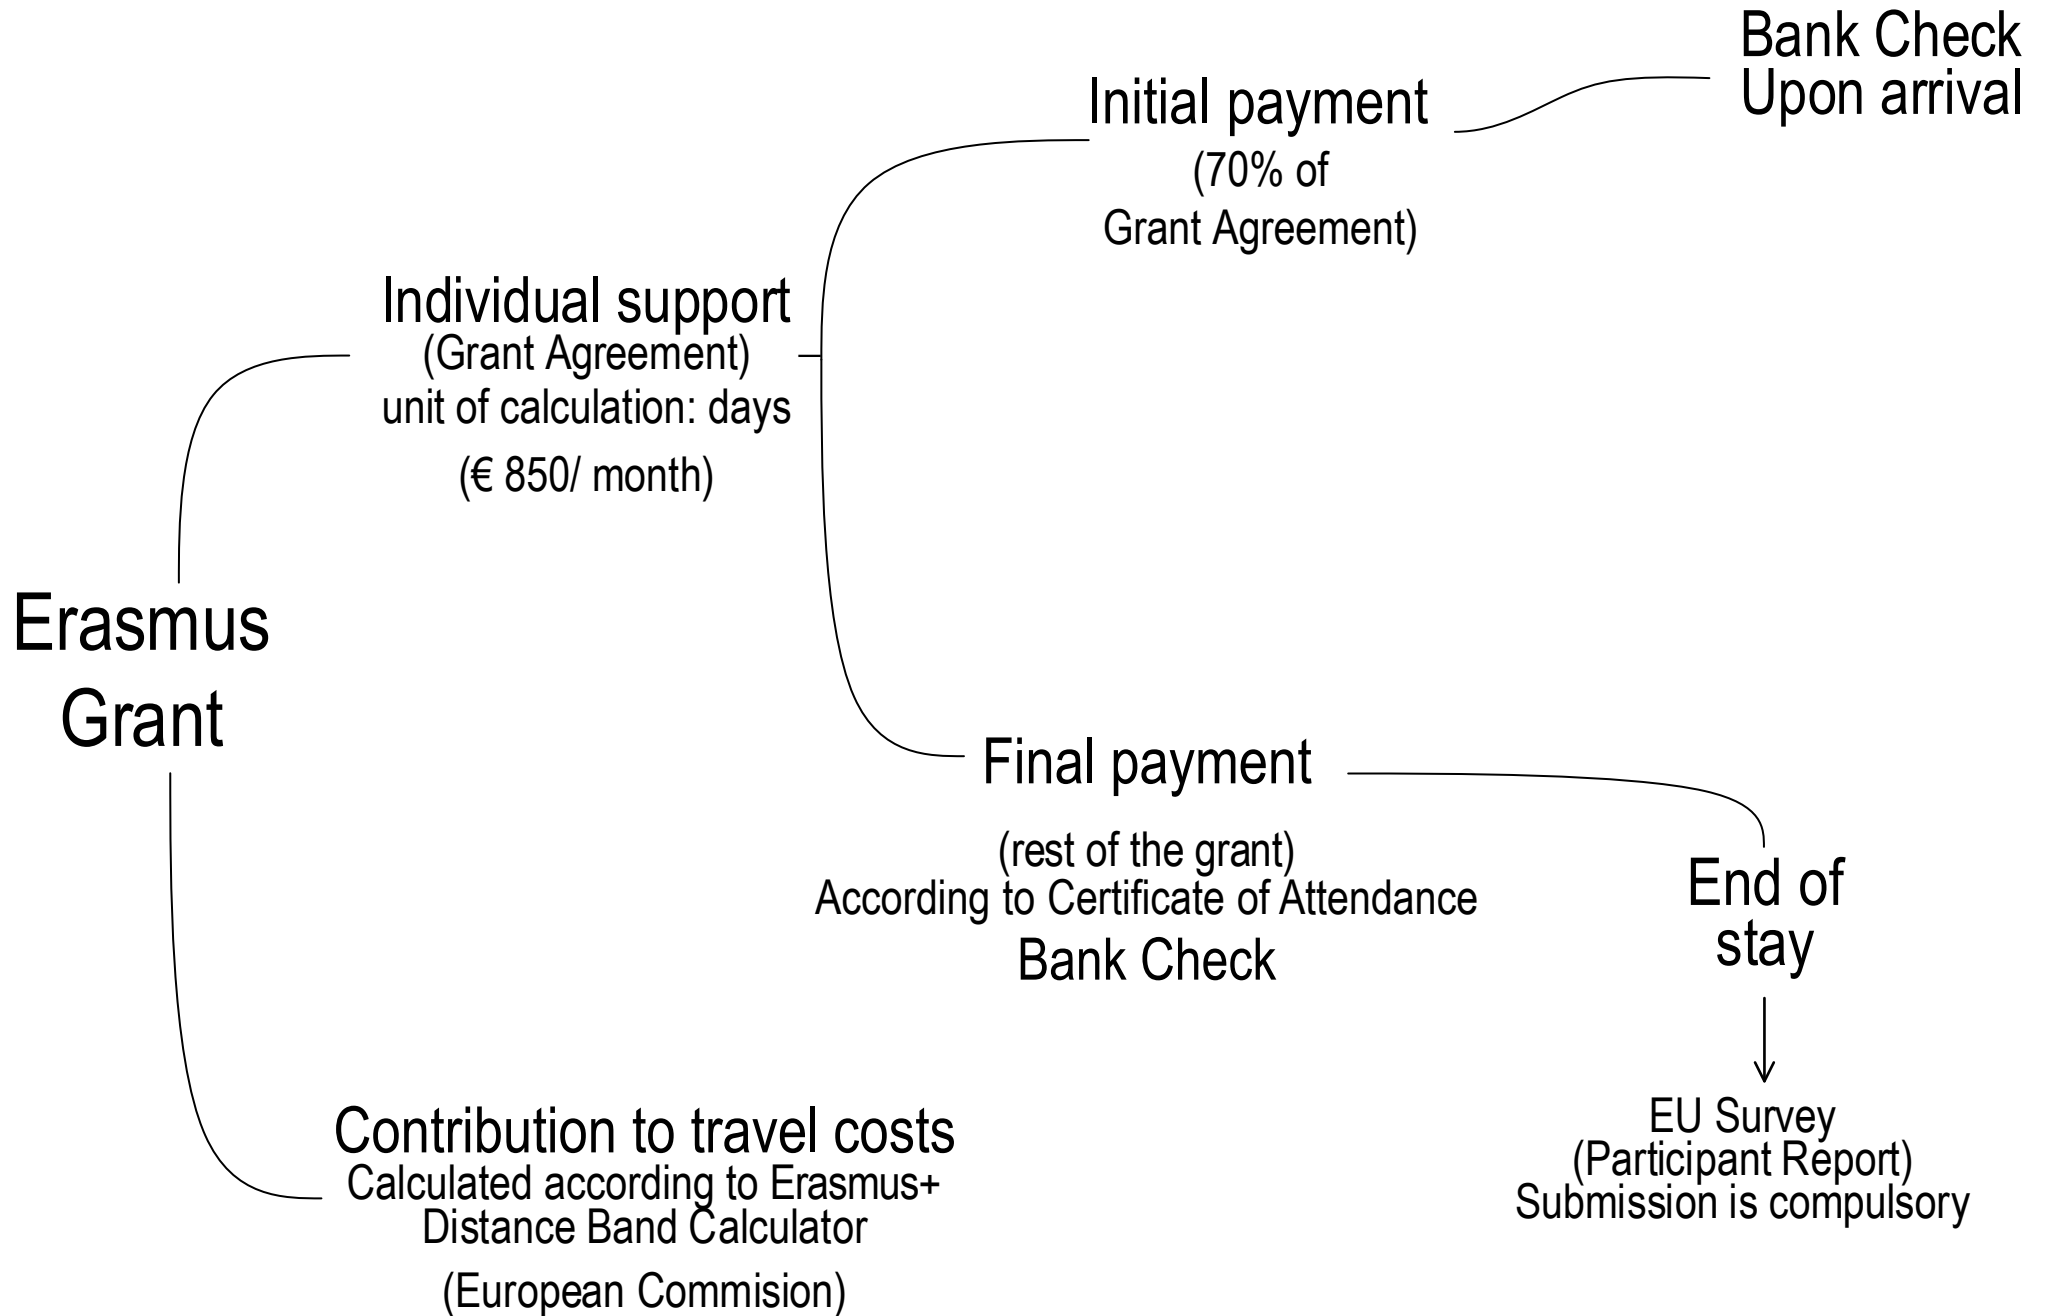 Bank Check
Upon arrival
Initial payment
(70% of
Grant Agreement)
Individual support
(Grant Agreement)
unit of calculation: days
(€ 850/ month)
Erasmus
Grant
Final payment
(rest of the grant)
According to Certificate of Attendance
Bank Check
End of
stay
EU Survey
(Participant Report)
Submission is compulsory
Contribution to travel costs
Calculated according to Erasmus+
Distance Band Calculator
(European Commision)